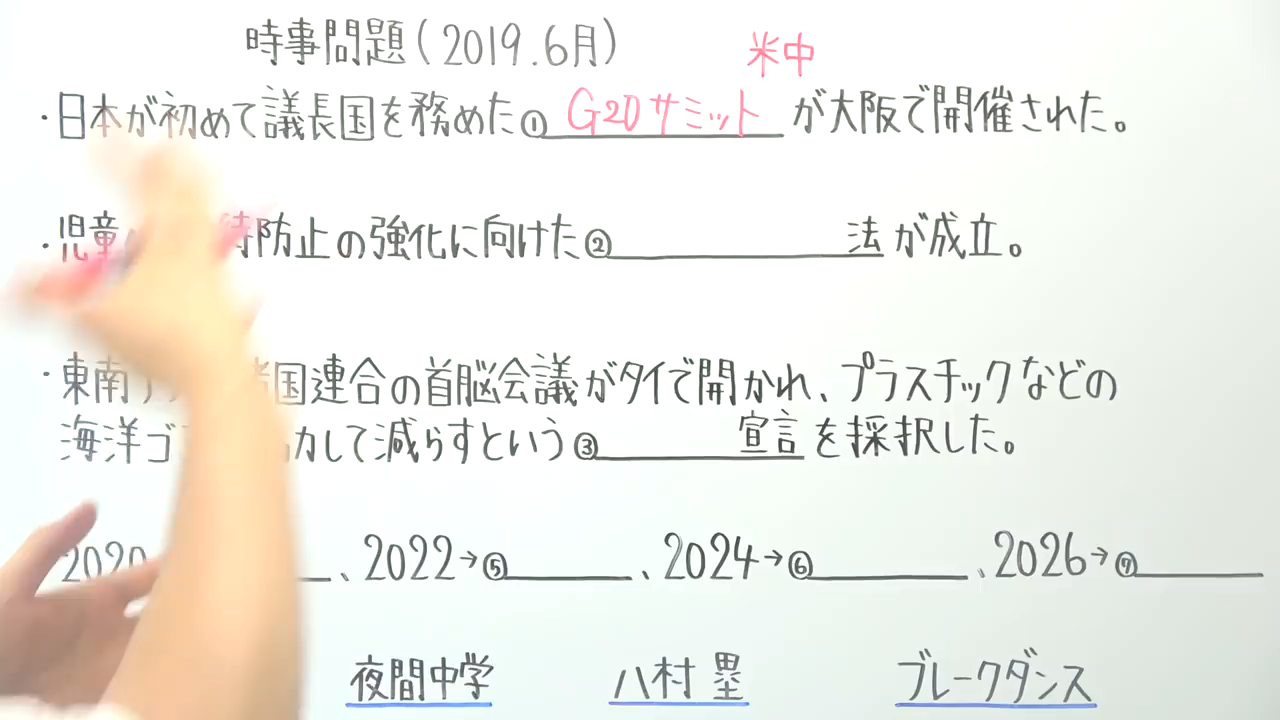 時事問題(2019.6月) 米中
・日本が初めて議長国を務めた① G20サミット が大阪で開催された。
・児童 待防止の強化に向けた② 法が成立。
・東南ア 国連合の首脳会議がタイで開かれ、プラスチックなどの
海洋ゴ 力して減らすという③ 宣言を採択した。
2020 、2022→⑤ 、2024→⑥ 、2026→⑦
夜間中学 八村 塁 ブレークダンス